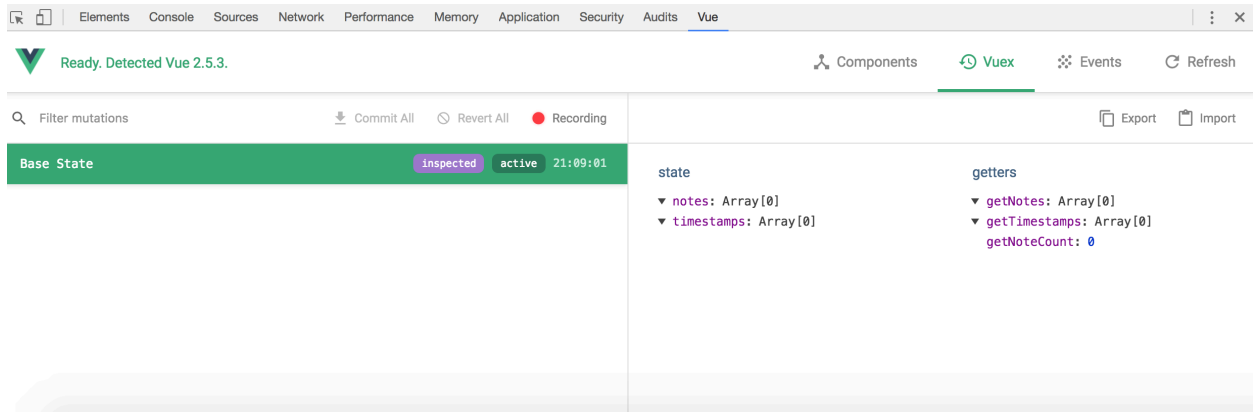 Elements Console Sources Network Performance Memory Application Security Audits Vue
Ready. Detected Vue 2.5.3.
Components Vuex Events Refresh
Filter mutations Commit All Revert All Recording
Export Import
Base State inspected active 21:09:01
state
notes: Array[0]
timestamps: Array[0]
getters
getNotes: Array[0]
getTimestamps: Array[0]
getNoteCount: 0